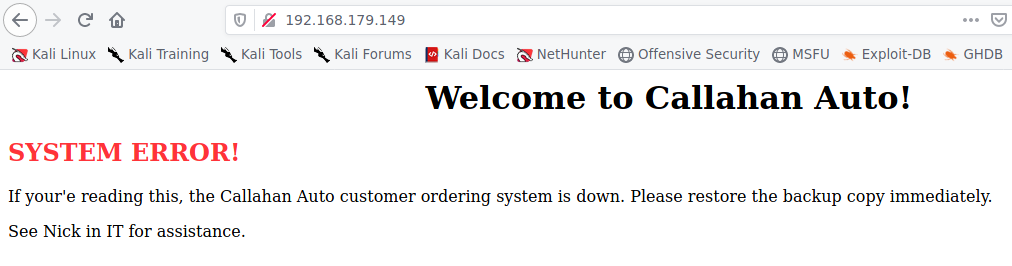 192.168.179.149
Kali Linux Kali Training Kali Tools Kali Forums Kali Docs NetHunter Offensive Security MSFU Exploit-DB GHDB
Welcome to Callahan Auto!
SYSTEM ERROR!
If your'e reading this, the Callahan Auto customer ordering system is down. Please restore the backup copy immediately.
See Nick in IT for assistance.